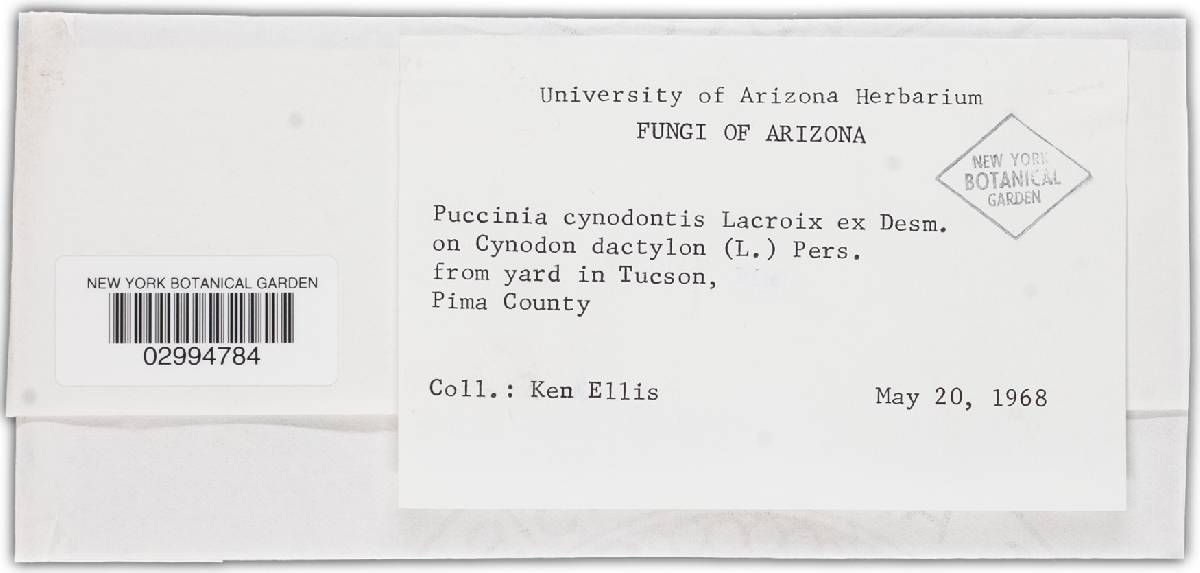 University of Arizona Herbarium
FUNGI OF ARIZONA
NEW YORK
BOTANICAL
GARDEN
Puccinia cynodontis Lacroix ex Desm.
on Cynodon dactylon (L.) Pers.
from yard in Tucson,
Pima County
NEW YORK BOTANICAL GARDEN
02994784
Coll.: Ken Ellis
May 20, 1968